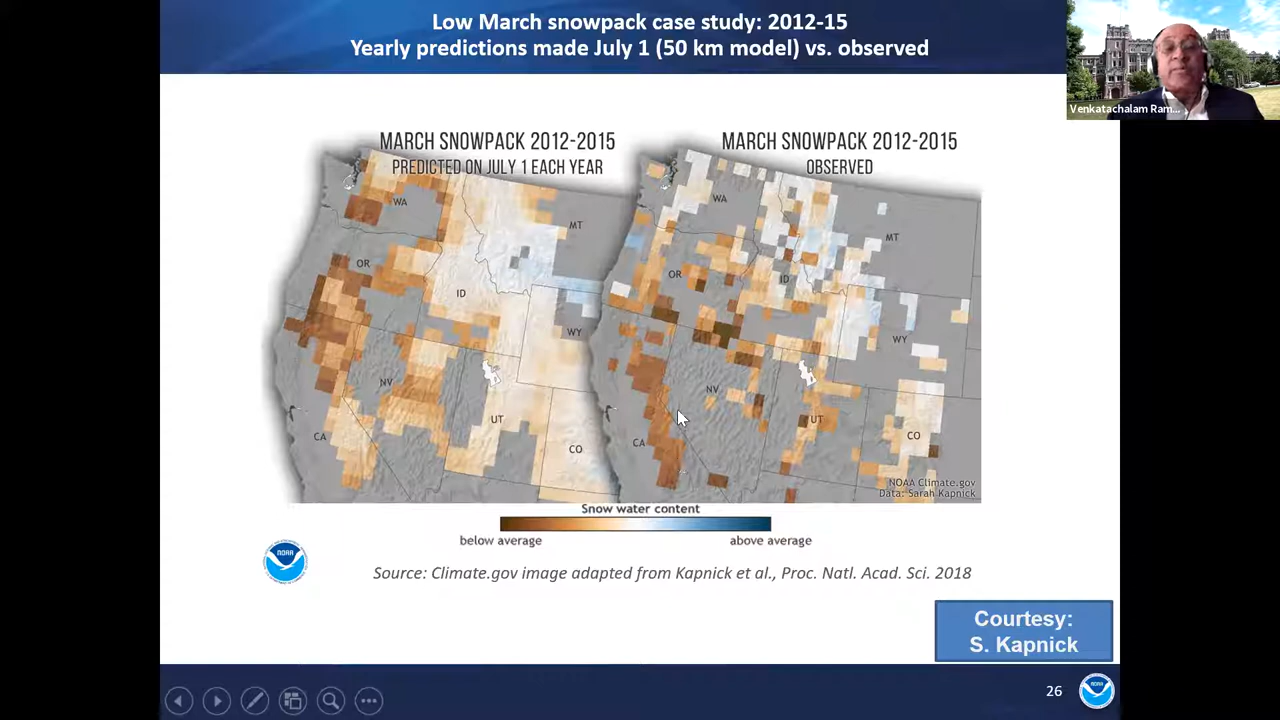 Low March snowpack case study: 2012-15
Yearly predictions made July 1 (50 km model) vs. observed
Venkatachalam Ram...
MARCH SNOWPACK 2012-2015
PREDICTED ON JULY 1 EACH YEAR
WA
MT
OR
ID
WY
NV
UT
CA
CO
MARCH SNOWPACK 2012-2015
OBSERVED
WA
MT
OR
ID
WY
NV
UT
CA
CO
NOAA Climate.gov
Data: Sarah Kapnick
Snow water content
below average
above average
NOAA
Source: Climate.gov image adapted from Kapnick et al., Proc. Natl. Acad. Sci. 2018
Courtesy:
S. Kapnick
26